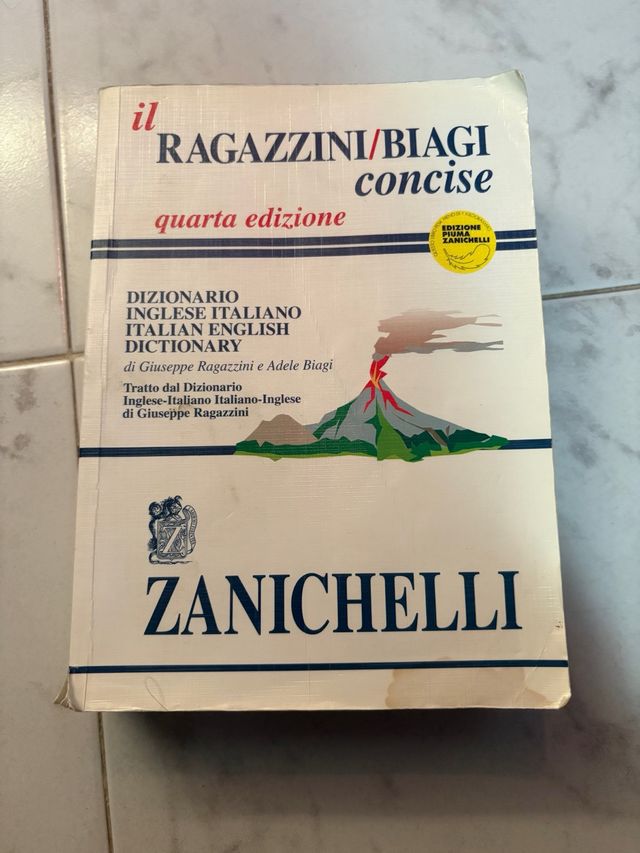 il
RAGAZZINI/BIAGI
concise
quarta edizione
EDIZIONE
PIUMA
ZANICHELLI
DIZIONARIO
INGLESE ITALIANO
ITALIAN ENGLISH
DICTIONARY
di Giuseppe Ragazzini e Adele Biagi
Tratto dal Dizionario
Inglese-Italiano Italiano-Inglese
di Giuseppe Ragazzini
Z
ZANICHELLI